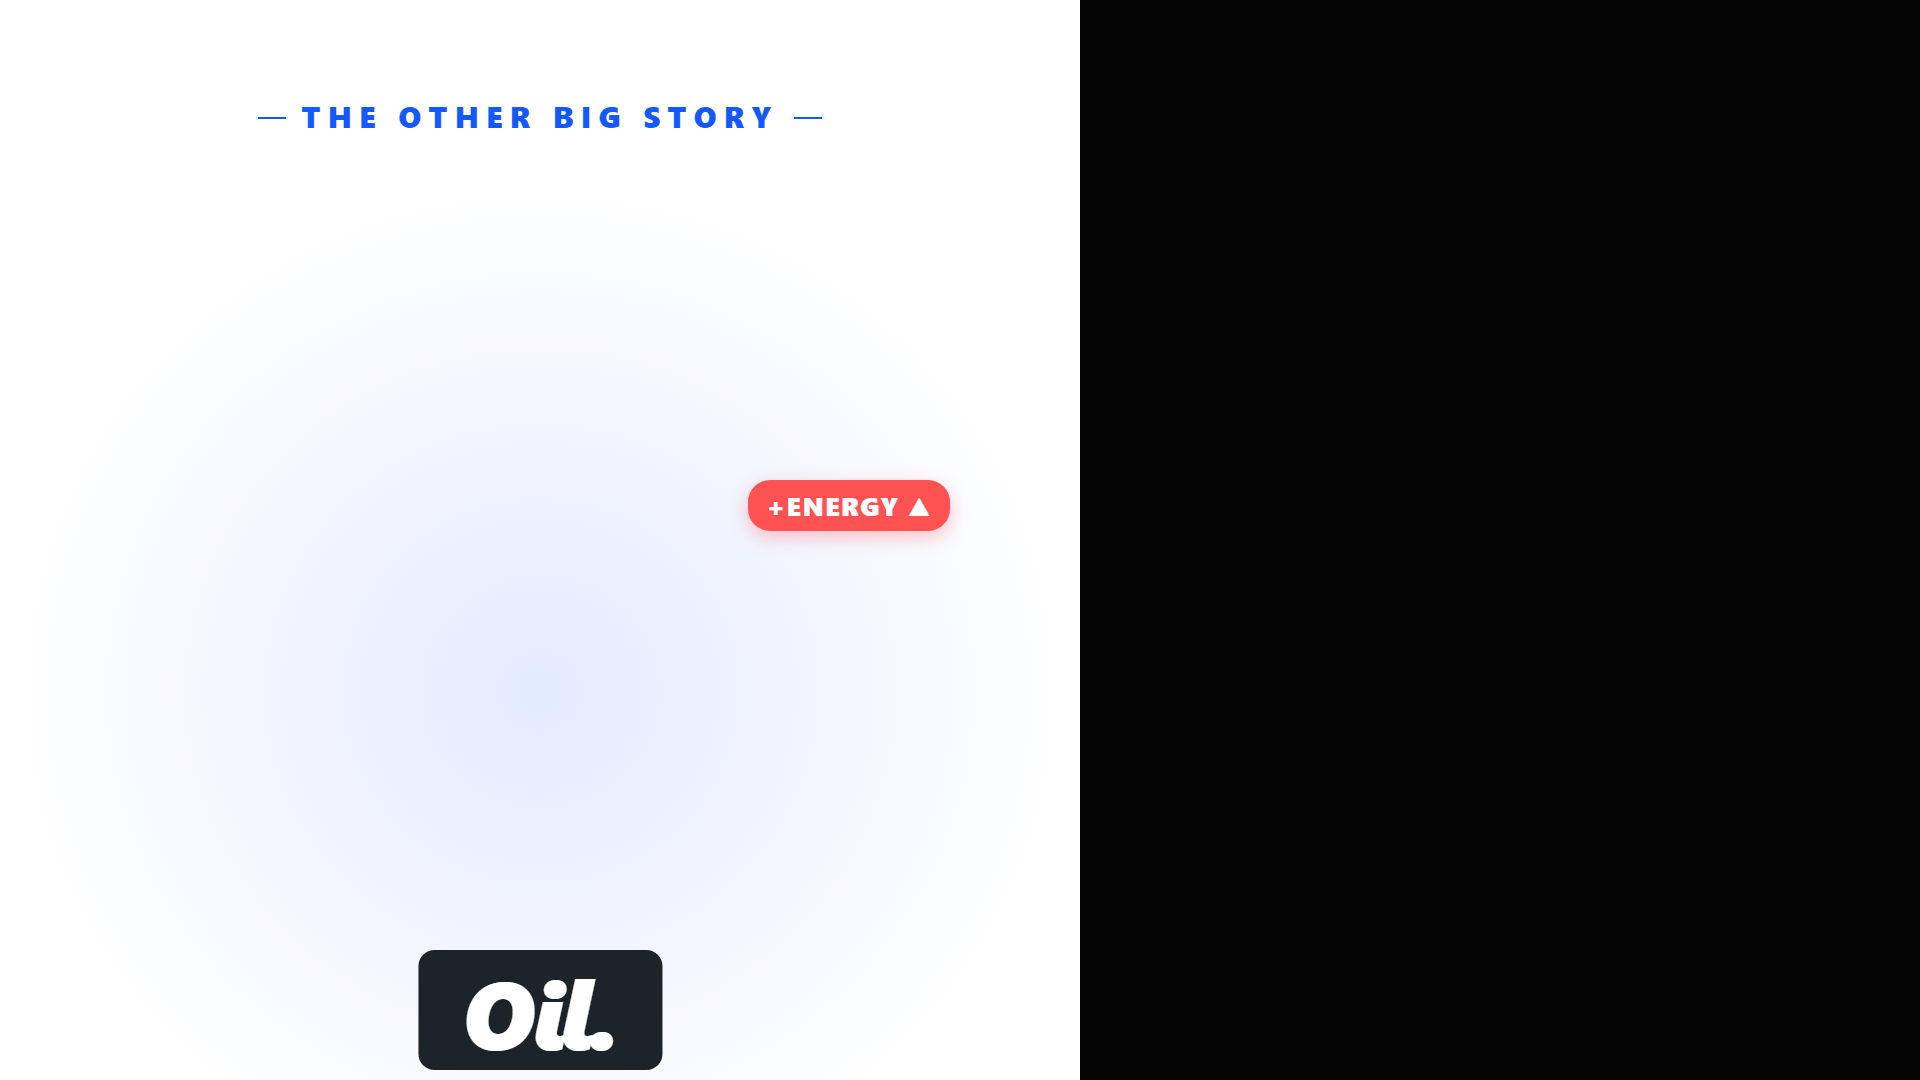 THE OTHER BIG STORY
+ENERGY ▲
Oil.